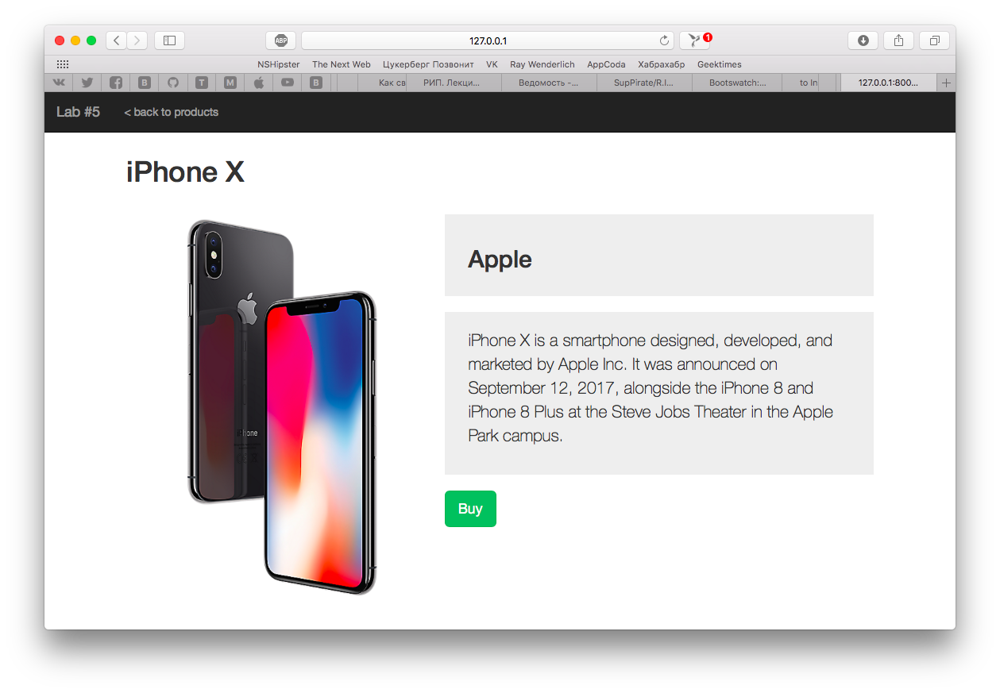 ABP
127.0.0.1
1
NSHipster The Next Web Цукерберг Позвонит VK Ray Wenderlich AppCoda Хабрахабр Geektimes
B T M B Как св РИП. Лекци... Ведомость -... SupPirate/R.I... Bootswatch:... to In 127.0.0.1:800...
Lab #5 < back to products
iPhone X
Apple
iPhone X is a smartphone designed, developed, and
marketed by Apple Inc. It was announced on
September 12, 2017, alongside the iPhone 8 and
iPhone 8 Plus at the Steve Jobs Theater in the Apple
Park campus.
iPhone
Buy